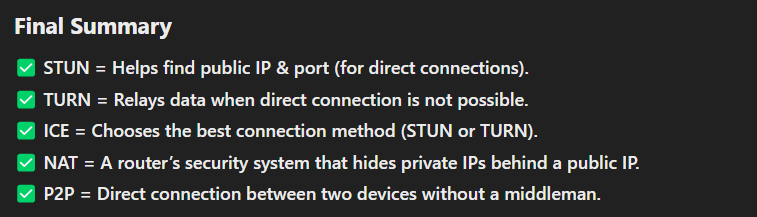 Final Summary
✅ STUN = Helps find public IP & port (for direct connections).
✅ TURN = Relays data when direct connection is not possible.
✅ ICE = Chooses the best connection method (STUN or TURN).
✅ NAT = A router’s security system that hides private IPs behind a public IP.
✅ P2P = Direct connection between two devices without a middleman.